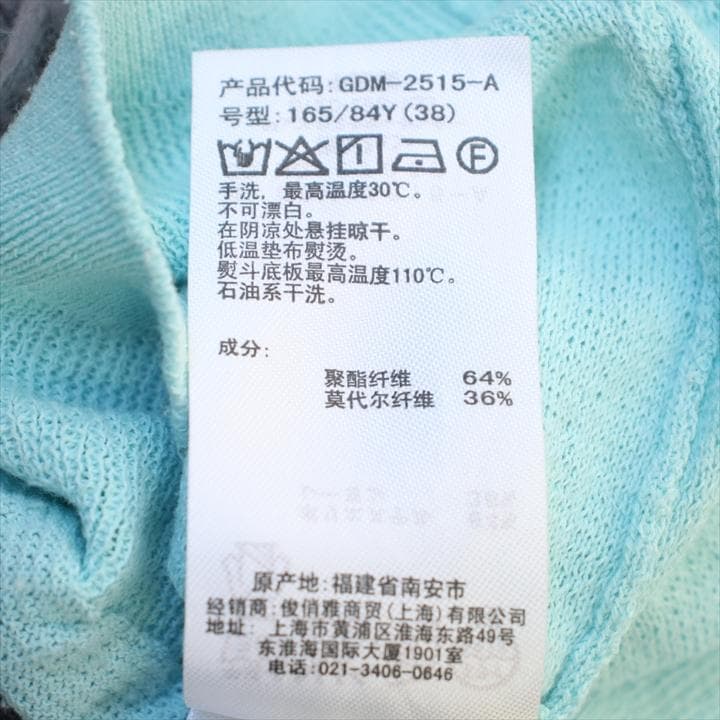 产品代码:GDM-2515-A
号型:165/84Y(38)
F
手洗，最高温度30℃。
不可漂白。
在阴凉处悬挂晾干。
低温垫布熨烫。
熨斗底板最高温度110℃。
石油系干洗。
成分:
聚酯纤维 64%
莫代尔纤维 36%
原产地:福建省南安市
经销商:俊俏雅商贸(上海)有限公司
地址: 上海市黄浦区淮海东路49号
东淮海国际大厦1901室
电话:021-3406-0646